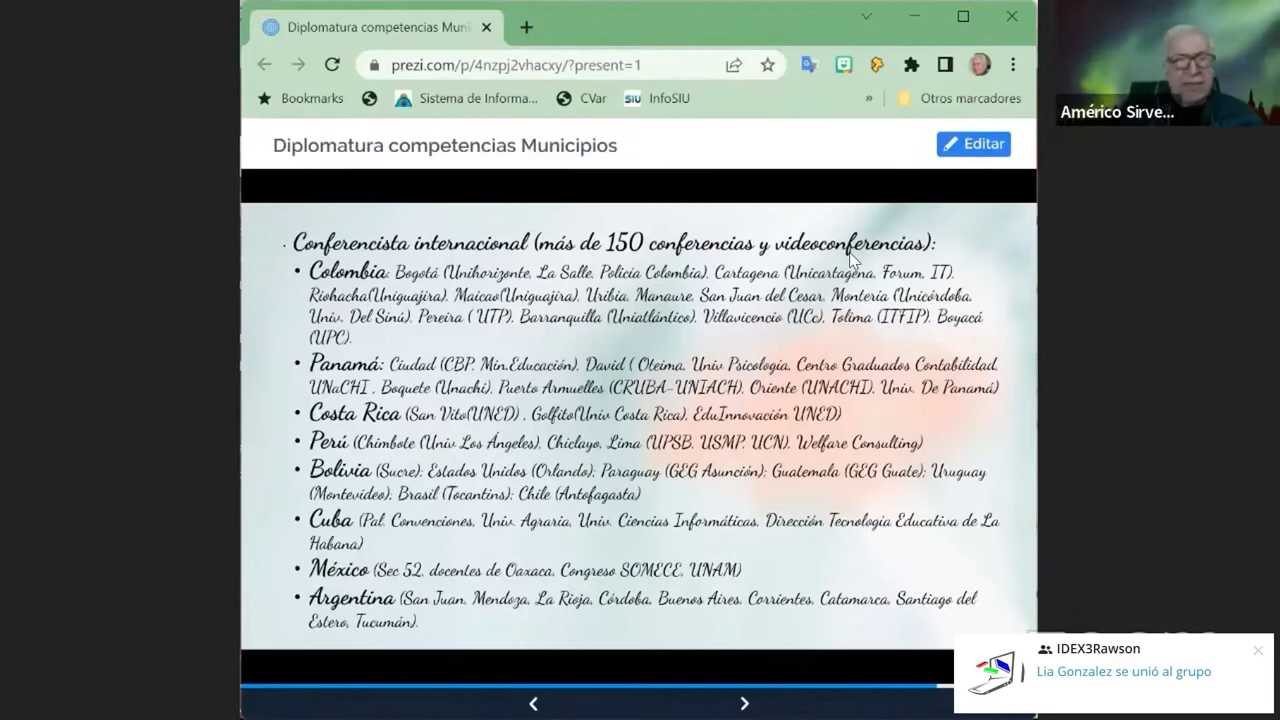 Diplomatura competencias Muni
prezi.com/p/4nzpj2vhacxy/?present=1
Bookmarks
Sistema de Informa...
CVar
SIU InfoSIU
»
Otros marcadores
Américo Sirve...
Diplomatura competencias Municipios
Editar
Conferencista internacional (más de 150 conferencias y videoconferencias):
• Colombia: Bogotá (Unihorizonte, La Salle, Policia Colombia), Cartagena (Unicartagena, Forum, IT),
Riohacha(Uniguajira), Maicao(Uniguajira), Uribia, Manaure, San Juan del Cesar, Montería (Unicórdoba,
Univ. Del Sinú), Pereira ( UTP), Barranquilla (Uniatlántico), Villavicencio (UCc), Tolima (ITFIP), Boyacá
(UPC).
• Panamá: Ciudad (CBP, Min.Educación), David ( Oteima, Univ Psicología, Centro Graduados Contabilidad,
UNaCHI , Boquete (Unachi), Puerto Armuelles (CRUBA-UNIACH), Oriente (UNACHI), Univ. De Panamá)
• Costa Rica (San Vito(UNED) , Golfito(Univ Costa Rica), EduInnovación UNED)
• Perú (Chimbote (Univ Los Ángeles), Chiclayo, Lima (UPSB, USMP, UCN), Welfare Consulting)
• Bolivia (Sucre); Estados Unidos (Orlando); Paraguay (GEG Asunción); Guatemala (GEG Guate); Uruguay
(Montevideo); Brasil (Tocantins); Chile (Antofagasta)
• Cuba (Pal. Convenciones, Univ. Agraria, Univ. Ciencias Informáticas, Dirección Tecnología Educativa de La
Habana)
• México (Sec 52, docentes de Oaxaca, Congreso SOMECE, UNAM)
• Argentina (San Juan, Mendoza, La Rioja, Córdoba, Buenos Aires, Corrientes, Catamarca, Santiago del
Estero, Tucumán).
IDEX3Rawson
Lia Gonzalez se unió al grupo